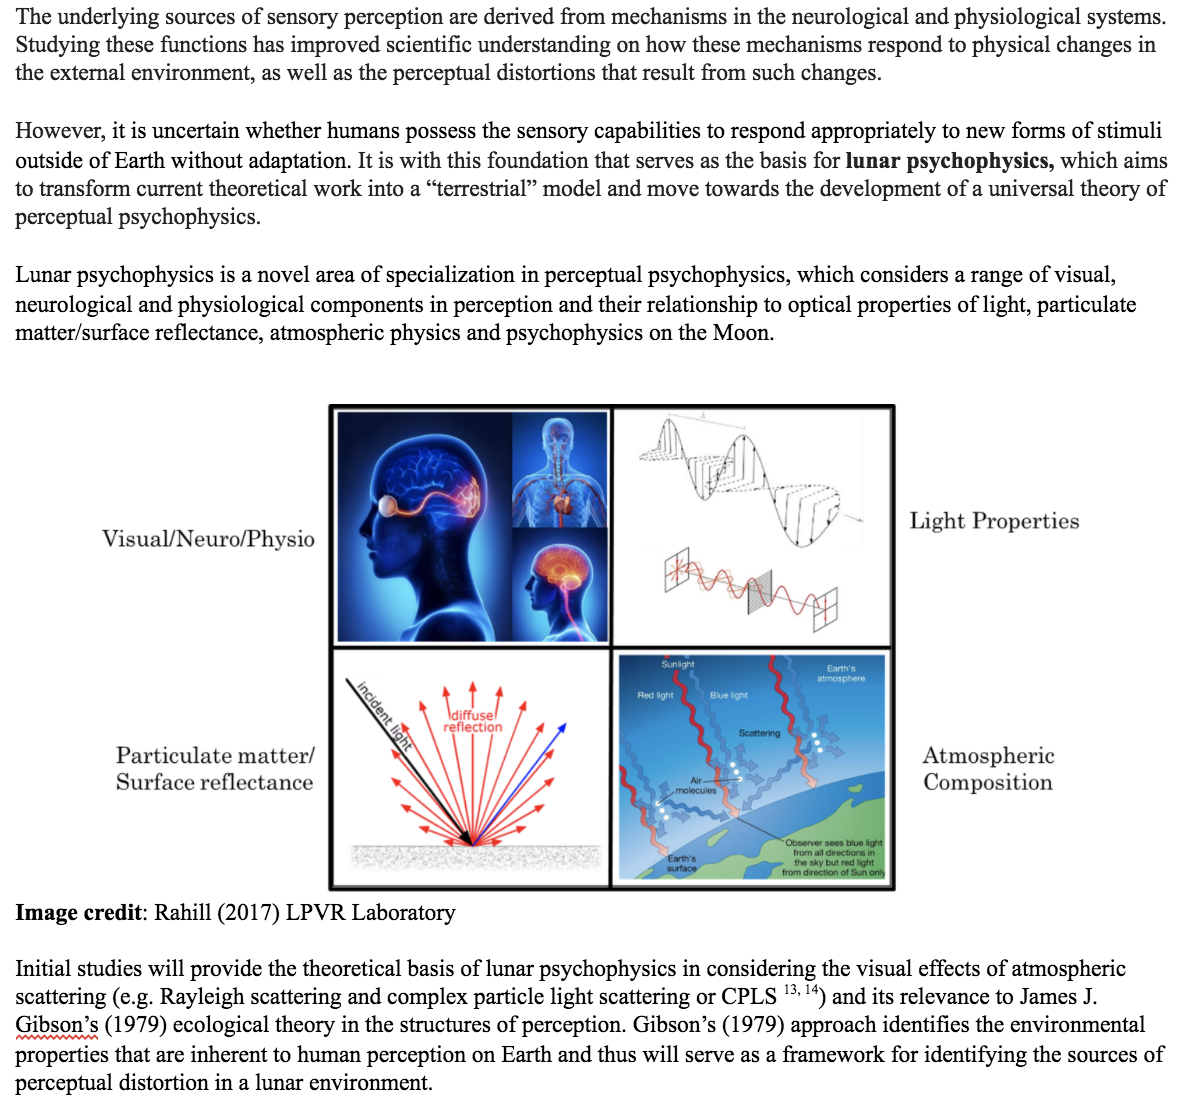 The underlying sources of sensory perception are derived from mechanisms in the neurological and physiological systems.
Studying these functions has improved scientific understanding on how these mechanisms respond to physical changes in
the external environment, as well as the perceptual distortions that result from such changes.
However, it is uncertain whether humans possess the sensory capabilities to respond appropriately to new forms of stimuli
outside of Earth without adaptation. It is with this foundation that serves as the basis for lunar psychophysics, which aims
to transform current theoretical work into a “terrestrial” model and move towards the development of a universal theory of
perceptual psychophysics.
Lunar psychophysics is a novel area of specialization in perceptual psychophysics, which considers a range of visual,
neurological and physiological components in perception and their relationship to optical properties of light, particulate
matter/surface reflectance, atmospheric physics and psychophysics on the Moon.
Visual/Neuro/Physio
Light Properties
Particulate matter/
Surface reflectance
incident light
diffuse
reflection
Sunlight
Earth's
atmosphere
Red light
Blue light
Scattering
Air
molecules
Observer sees blue light
from all directions in
the sky but red light
from direction of Sun only
Earth's
surface
Atmospheric
Composition
Image credit: Rahill (2017) LPVR Laboratory
Initial studies will provide the theoretical basis of lunar psychophysics in considering the visual effects of atmospheric
scattering (e.g. Rayleigh scattering and complex particle light scattering or CPLS 13, 14) and its relevance to James J.
Gibson’s (1979) ecological theory in the structures of perception. Gibson’s (1979) approach identifies the environmental
properties that are inherent to human perception on Earth and thus will serve as a framework for identifying the sources of
perceptual distortion in a lunar environment.